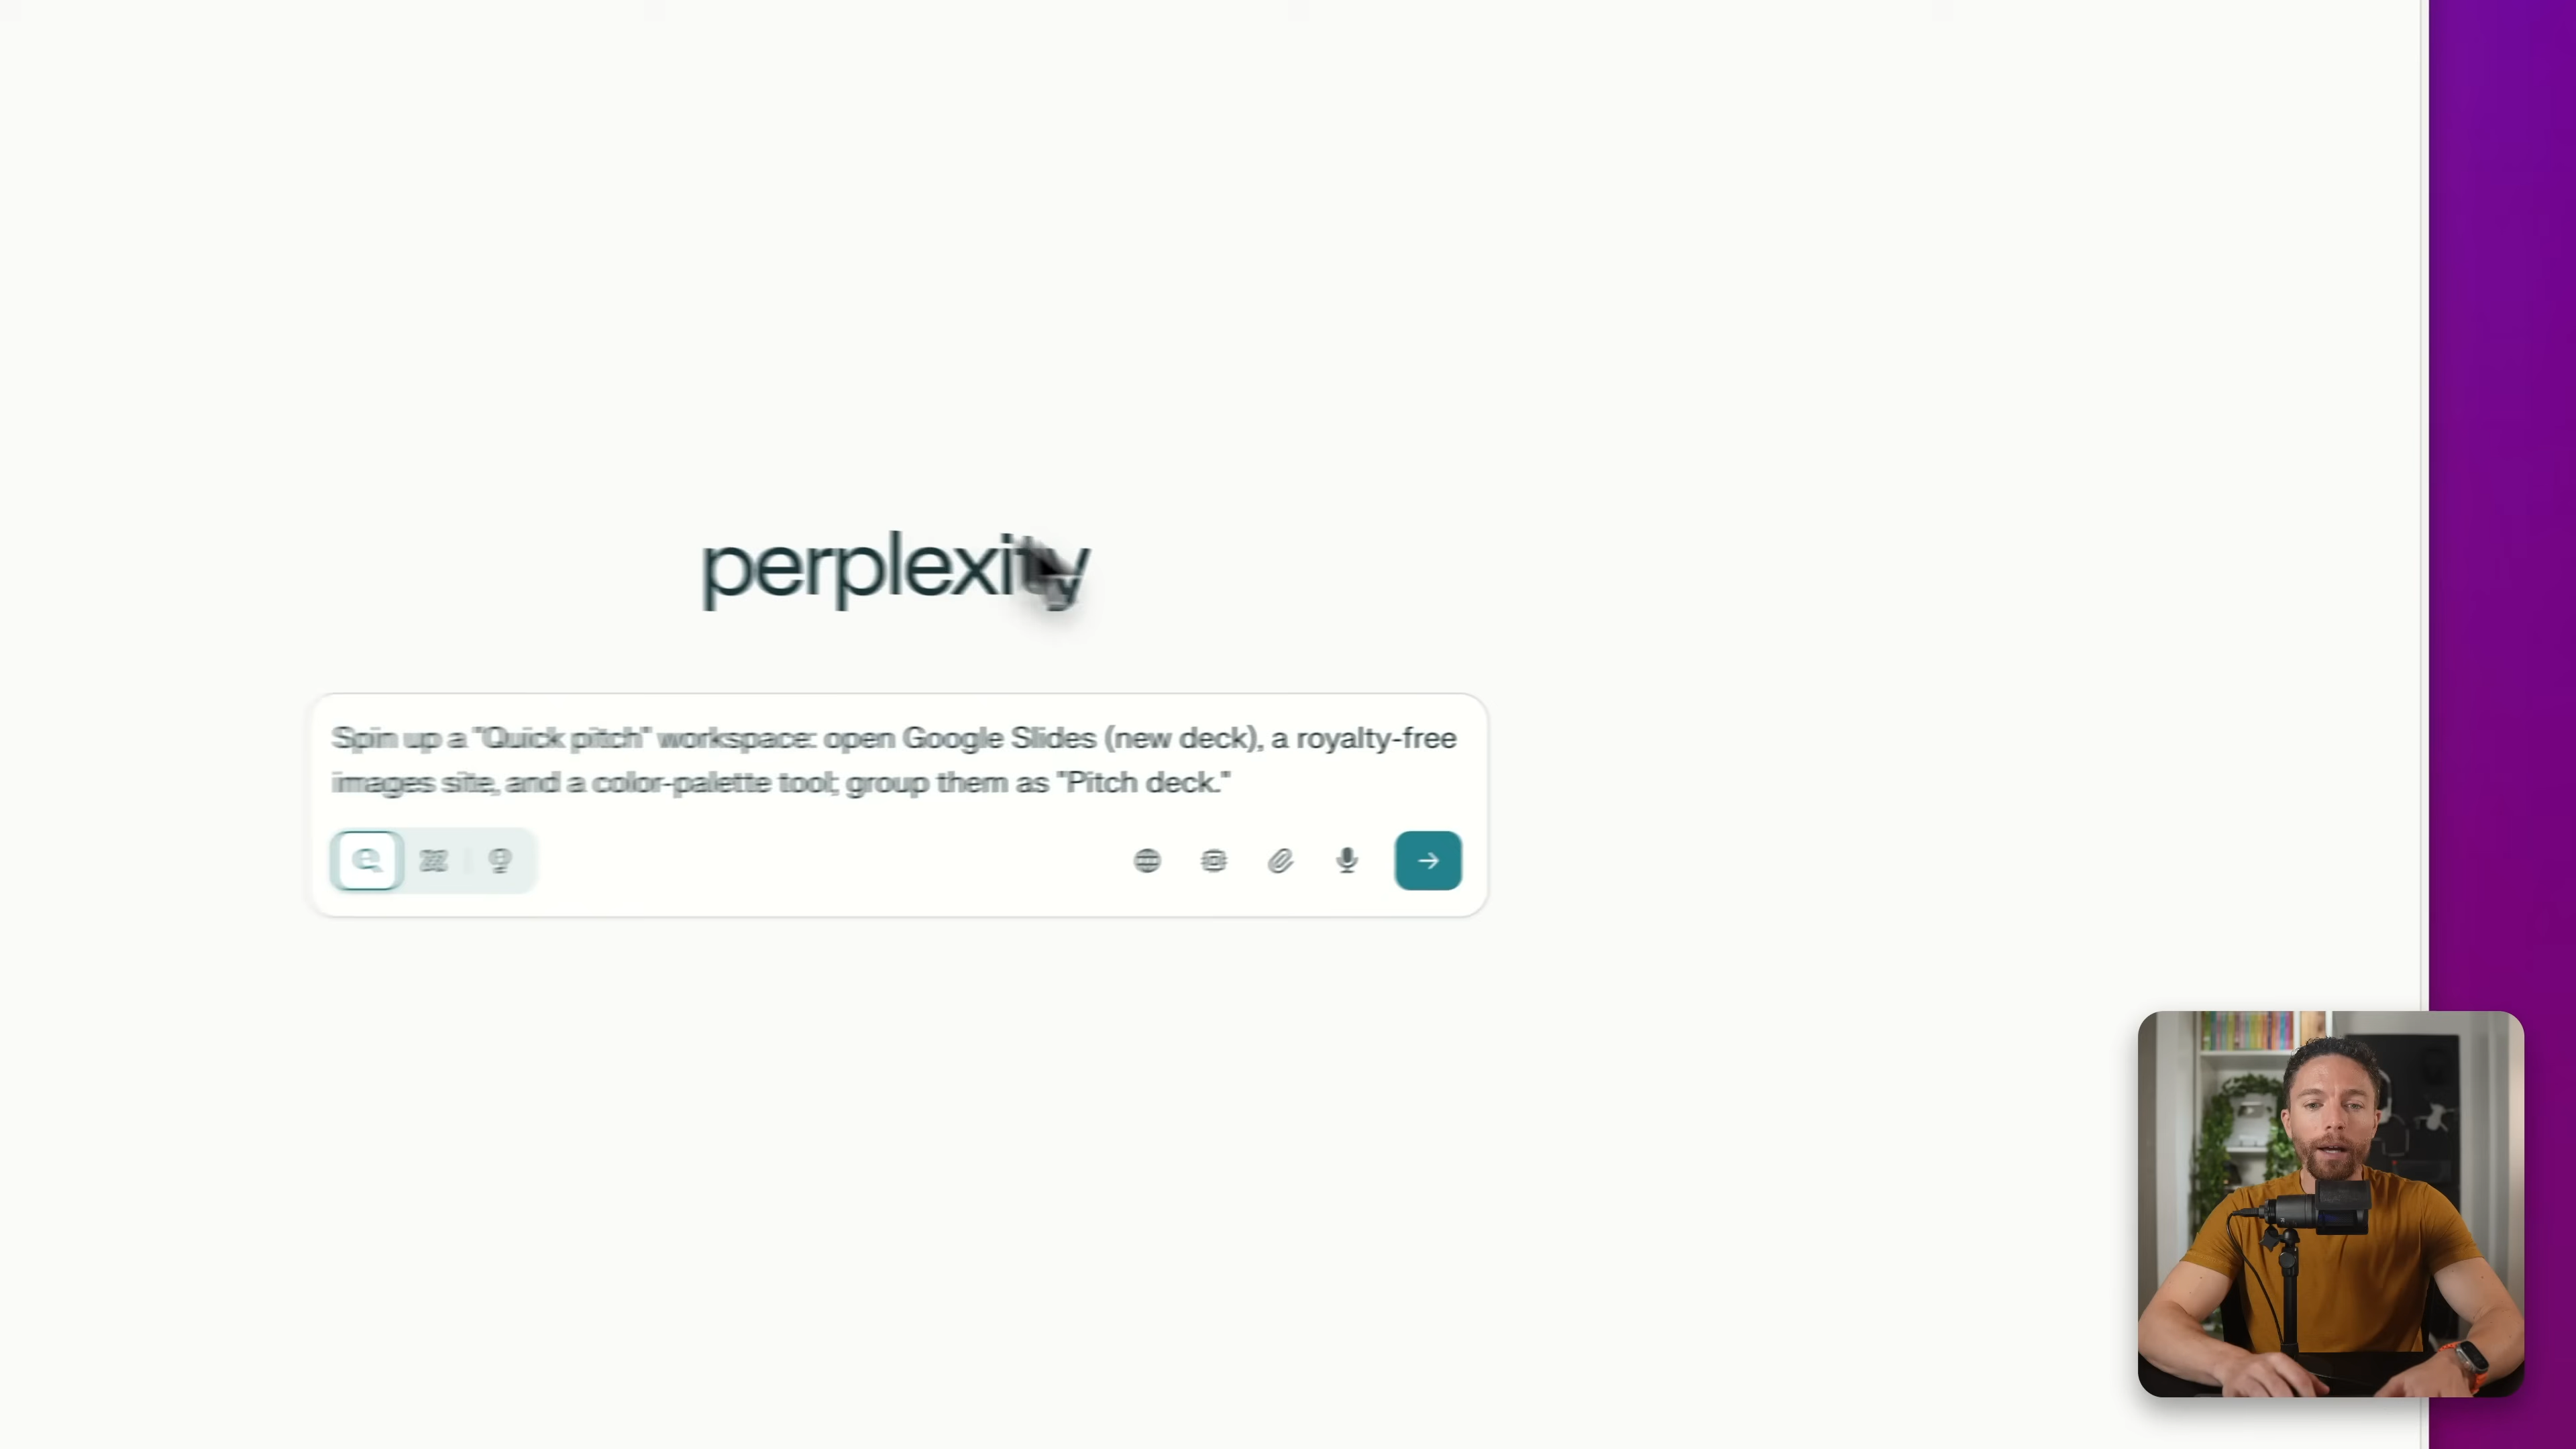 perplexity
Spin up a "Quick pitch" workspace: open Google Slides (new deck), a royalty-free
images site, and a color-palette tool; group them as "Pitch deck."